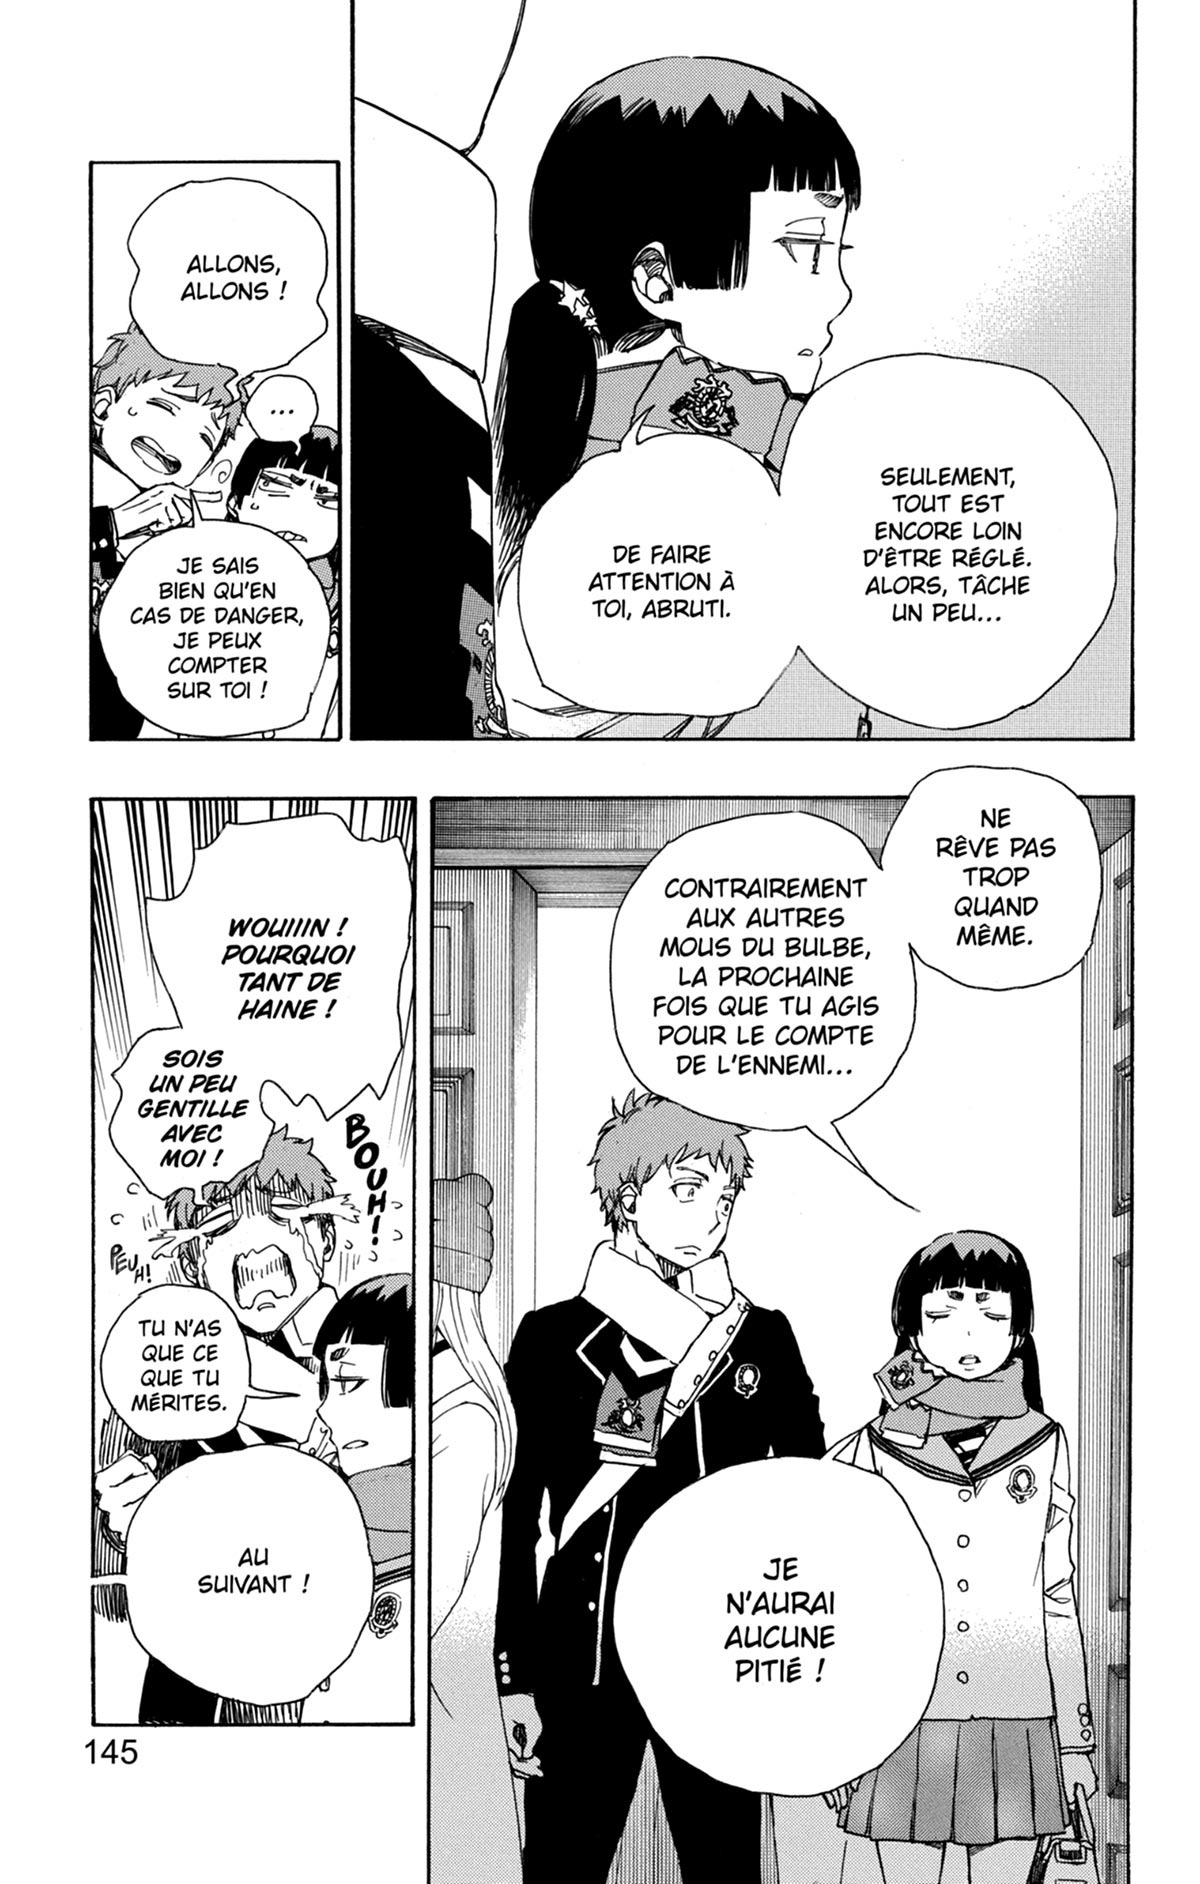 SEULEMENT,
TOUT EST
ENCORE LOIN
D'ÊTRE RÉGLÉ.
ALORS, TÂCHE
UN PEU...
DE FAIRE
ATTENTION À
TOI, ABRUTI.
ALLONS,
ALLONS !
...
JE SAIS
BIEN QU'EN
CAS DE DANGER,
JE PEUX
COMPTER
SUR TOI !
NE
RÊVE PAS
TROP
QUAND
MÊME.
CONTRAIREMENT
AUX AUTRES
MOUS DU BULBE,
LA PROCHAINE
FOIS QUE TU AGIS
POUR LE COMPTE
DE L'ENNEMI...
JE
N'AURAI
AUCUNE
PITIÉ !
WOUIIIN !
POURQUOI
TANT DE
HAINE !
SOIS
UN PEU
GENTILLE
AVEC
MOI !
BOUH!
PEUH!
TU N'AS
QUE CE
QUE TU
MÉRITES.
AU
SUIVANT !
145